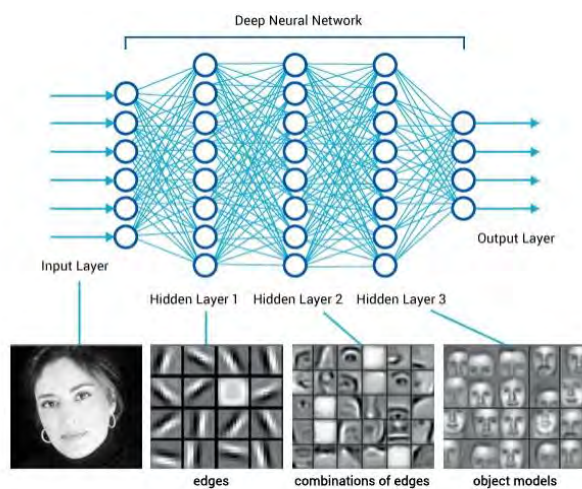 Deep Neural Network
Input Layer
Output Layer
Hidden Layer 1
Hidden Layer 2
Hidden Layer 3
edges
combinations of edges
object models